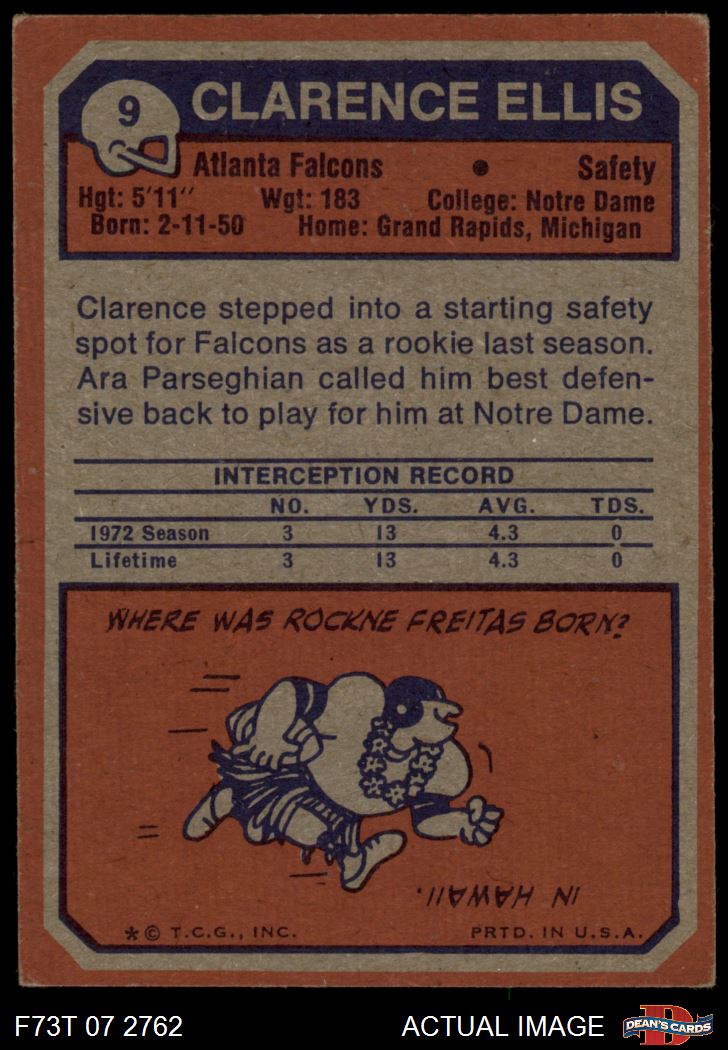 9 CLARENCE ELLIS
Atlanta Falcons • Safety
Hgt: 5'11" Wgt: 183 College: Notre Dame
Born: 2-11-50 Home: Grand Rapids, Michigan
Clarence stepped into a starting safety
spot for Falcons as a rookie last season.
Ara Parseghian called him best defen-
sive back to play for him at Notre Dame.
INTERCEPTION RECORD
NO. YDS. AVG. TDS.
1972 Season 3 13 4.3 0
Lifetime 3 13 4.3 0
WHERE WAS ROCKNE FREITAS BORN?
IN HAWAII.
*© T.C.G., INC. PRTD. IN U.S.A.
F73T 07 2762 ACTUAL IMAGE D DEAN'S CARDS